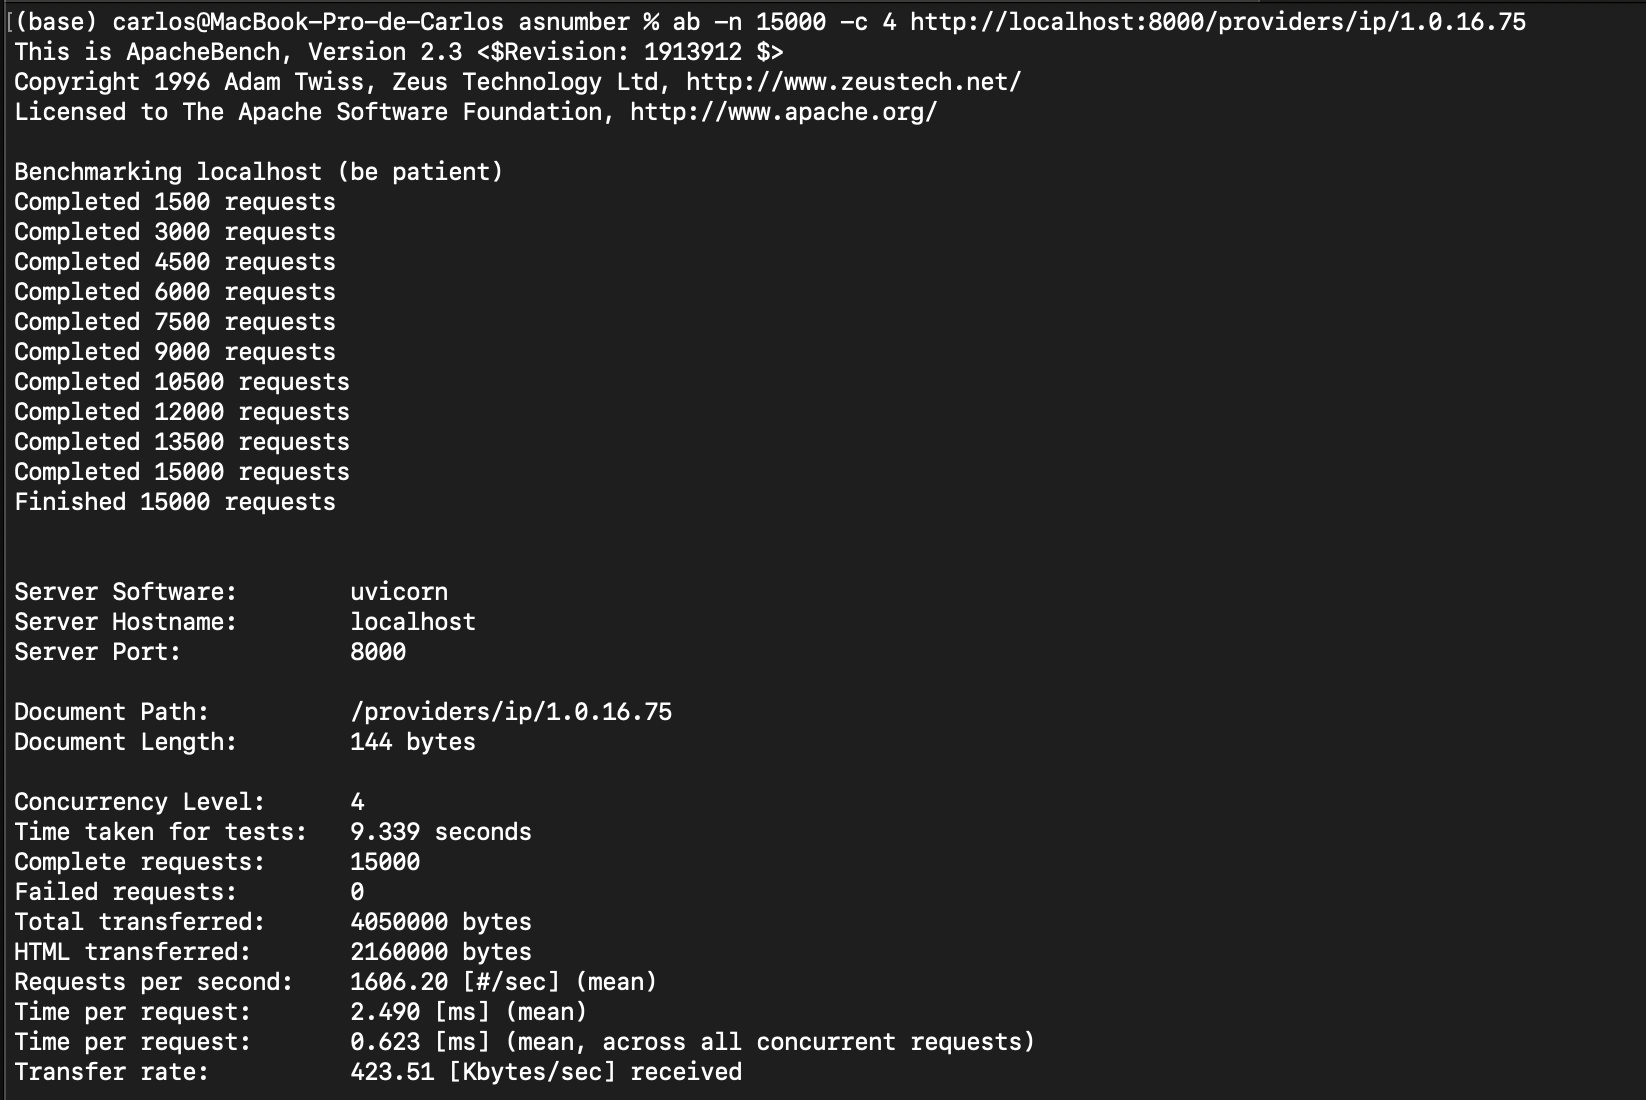 [(base) carlos@MacBook-Pro-de-Carlos asnumber % ab -n 15000 -c 4 http://localhost:8000/providers/ip/1.0.16.75
This is ApacheBench, Version 2.3 <$Revision: 1913912 $>
Copyright 1996 Adam Twiss, Zeus Technology Ltd, http://www.zeustech.net/
Licensed to The Apache Software Foundation, http://www.apache.org/

Benchmarking localhost (be patient)
Completed 1500 requests
Completed 3000 requests
Completed 4500 requests
Completed 6000 requests
Completed 7500 requests
Completed 9000 requests
Completed 10500 requests
Completed 12000 requests
Completed 13500 requests
Completed 15000 requests
Finished 15000 requests


Server Software:        uvicorn
Server Hostname:        localhost
Server Port:            8000

Document Path:          /providers/ip/1.0.16.75
Document Length:        144 bytes

Concurrency Level:      4
Time taken for tests:   9.339 seconds
Complete requests:      15000
Failed requests:        0
Total transferred:      4050000 bytes
HTML transferred:       2160000 bytes
Requests per second:    1606.20 [#/sec] (mean)
Time per request:       2.490 [ms] (mean)
Time per request:       0.623 [ms] (mean, across all concurrent requests)
Transfer rate:          423.51 [Kbytes/sec] received